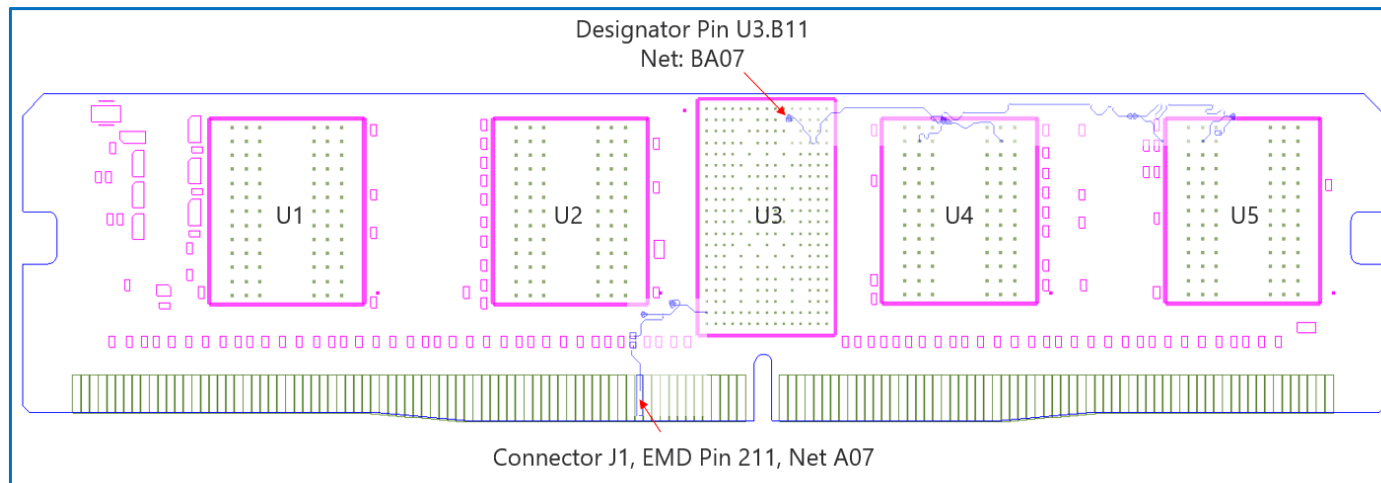 Designator Pin U3.B11
Net: BA07
U1
U2
U3
U4
U5
Connector J1, EMD Pin 211, Net A07